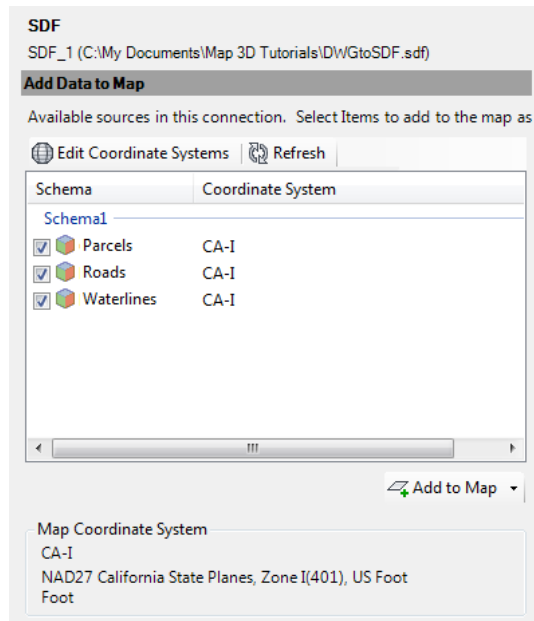 SDF
SDF_1 (C:\My Documents\Map 3D Tutorials\DWGtoSDF.sdf)
Add Data to Map
Available sources in this connection.  Select Items to add to the map as
Edit Coordinate Systems Refresh
Schema Coordinate System
Schema1
Parcels CA-I
Roads CA-I
Waterlines CA-I
Add to Map
Map Coordinate System
CA-I
NAD27 California State Planes, Zone I(401), US Foot
Foot